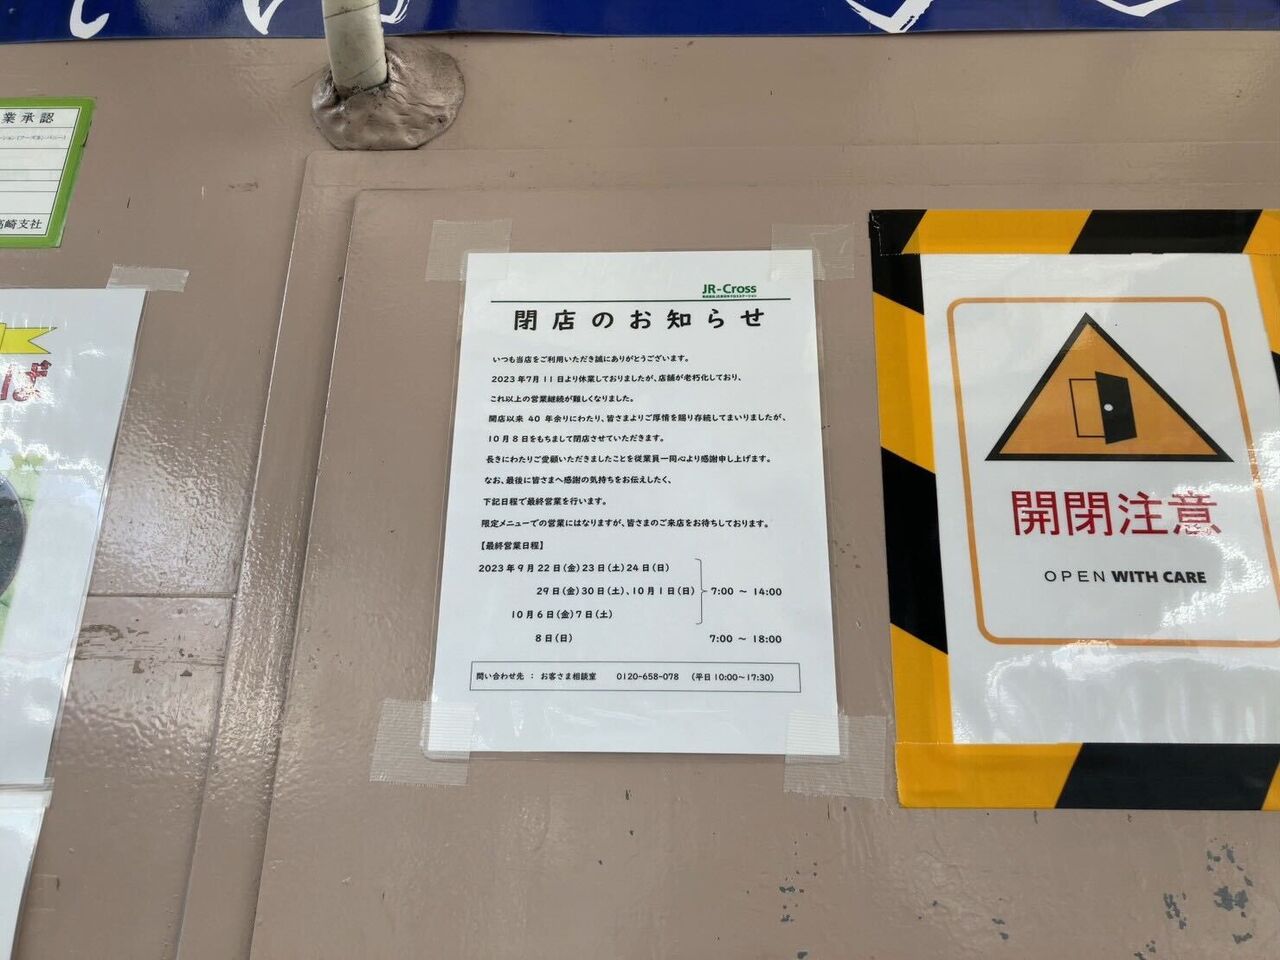 業承認
高崎支社
ば
JR-Cross
閉店のお知らせ
いつも当店をご利用いただき誠にありがとうございます。
2023年7月11日より休業しておりましたが、店舗が老朽化しており、
これ以上の営業継続が難しくなりました。
開店以来 40 年余りにわたり、皆さまよりご厚情を賜り存続してまいりましたが、
10月8日をもちまして閉店させていただきます。
長きにわたりご愛顧いただきましたことを従業員一同心より感謝申し上げます。
なお、最後に皆さまへ感謝の気持ちをお伝えしたく、
下記日程で最終営業を行います。
限定メニューでの営業にはなりますが、皆さまのご来店をお待ちしております。
【最終営業日程】
2023年9月22日(金)23日(土)24日(日)
29日(金)30日(土)、10月1日(日) 7:00 ～ 14:00
10月6日(金)7日(土)
8日(日) 7:00 ～ 18:00
問い合わせ先 ： お客さま相談室 0120-658-078 (平日10:00～17:30)
開閉注意
OPEN WITH CARE